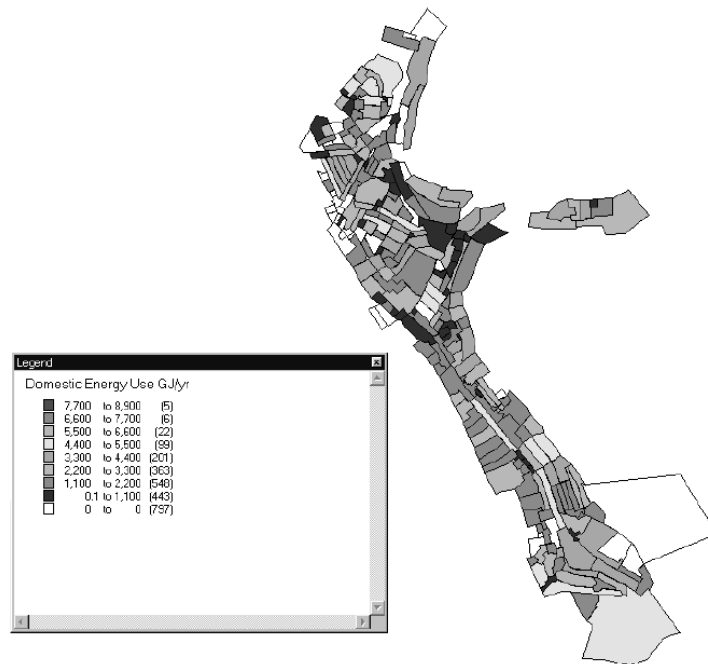 Legend
Domestic Energy Use GJ/yr
7,700 to 8,900 (5)
6,600 to 7,700 (6)
5,500 to 6,600 (22)
4,400 to 5,500 (99)
3,300 to 4,400 (201)
2,200 to 3,300 (363)
1,100 to 2,200 (548)
0.1 to 1,100 (443)
0 to 0 (797)